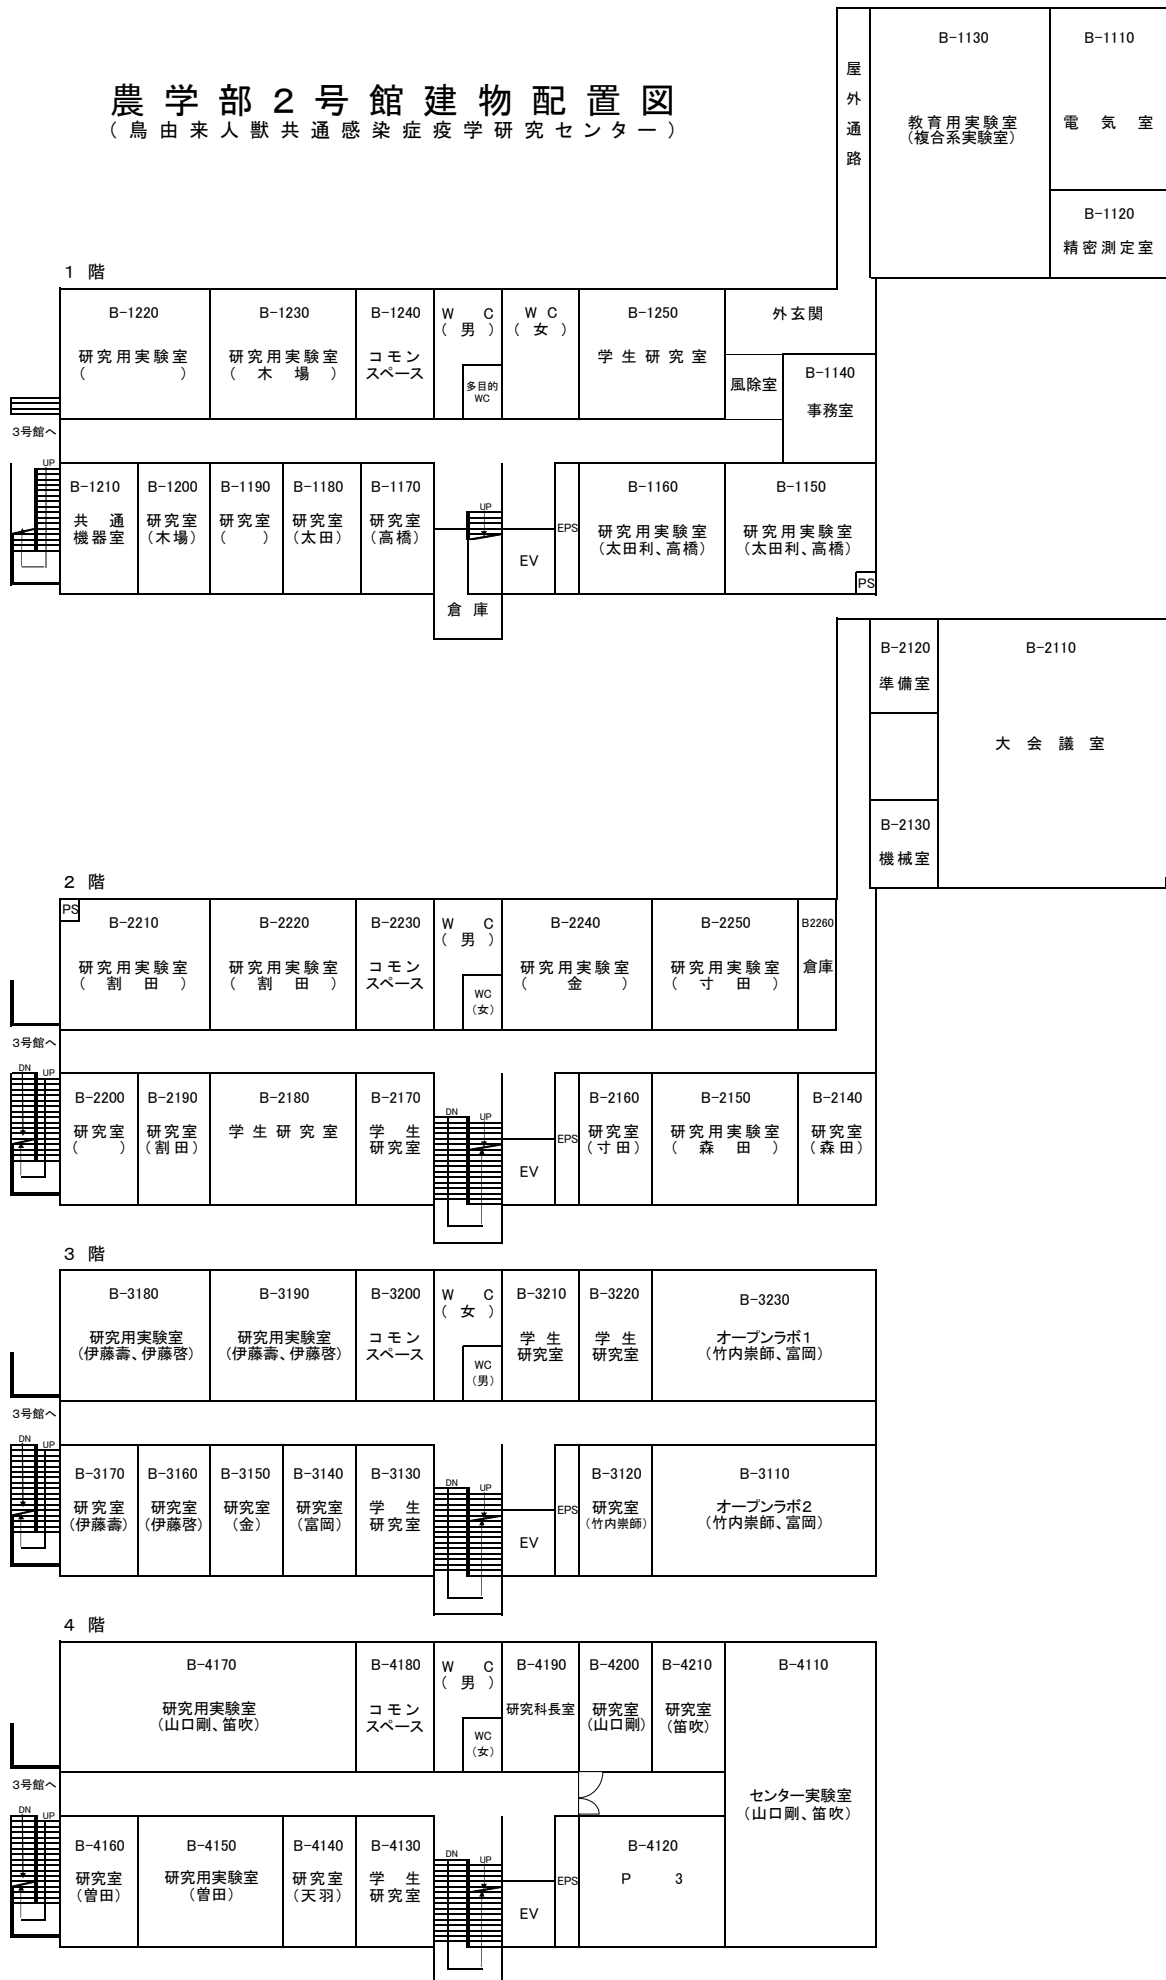 農学部２号館建物配置図
（鳥由来人獣共通感染症疫学研究センター）
B-1130
教育用実験室
（複合系実験室）
B-1110
電気室
B-1120
精密測定室
屋外通路
１階
B-1220
研究用実験室
（　　　）
B-1230
研究用実験室
（木場）
B-1240
コモン
スペース
WC
（男）
多目的
WC
WC
（女）
B-1250
学生研究室
外玄関
風除室
B-1140
事務室
3号館へ
UP
B-1210
共通
機器室
B-1200
研究室
（木場）
B-1190
研究室
（　　）
B-1180
研究室
（太田）
B-1170
研究室
（高橋）
UP
倉庫
EV
EPS
B-1160
研究用実験室
（太田利、高橋）
B-1150
研究用実験室
（太田利、高橋）
PS
B-2120
準備室
B-2110
大会議室
B-2130
機械室
２階
PS
B-2210
研究用実験室
（割田）
B-2220
研究用実験室
（割田）
B-2230
コモン
スペース
WC
（男）
WC
（女）
B-2240
研究用実験室
（金）
B-2250
研究用実験室
（寸田）
B2260
倉庫
3号館へ
DN
UP
B-2200
研究室
（　　）
B-2190
研究室
（割田）
B-2180
学生研究室
B-2170
学生
研究室
DN
UP
EV
EPS
B-2160
研究室
（寸田）
B-2150
研究用実験室
（森田）
B-2140
研究室
（森田）
３階
B-3180
研究用実験室
（伊藤壽、伊藤啓）
B-3190
研究用実験室
（伊藤壽、伊藤啓）
B-3200
コモン
スペース
WC
（女）
WC
（男）
B-3210
学生
研究室
B-3220
学生
研究室
B-3230
オープンラボ1
（竹内崇師、富岡）
3号館へ
DN
UP
B-3170
研究室
（伊藤壽）
B-3160
研究室
（伊藤啓）
B-3150
研究室
（金）
B-3140
研究室
（富岡）
B-3130
学生
研究室
DN
UP
EV
EPS
B-3120
研究室
（竹内崇師）
B-3110
オープンラボ2
（竹内崇師、富岡）
４階
B-4170
研究用実験室
（山口剛、笛吹）
B-4180
コモン
スペース
WC
（男）
WC
（女）
B-4190
研究科長室
B-4200
研究室
（山口剛）
B-4210
研究室
（笛吹）
B-4110
センター実験室
（山口剛、笛吹）
3号館へ
DN
UP
B-4160
研究室
（曽田）
B-4150
研究用実験室
（曽田）
B-4140
研究室
（天羽）
B-4130
学生
研究室
DN
UP
EV
EPS
B-4120
P 3